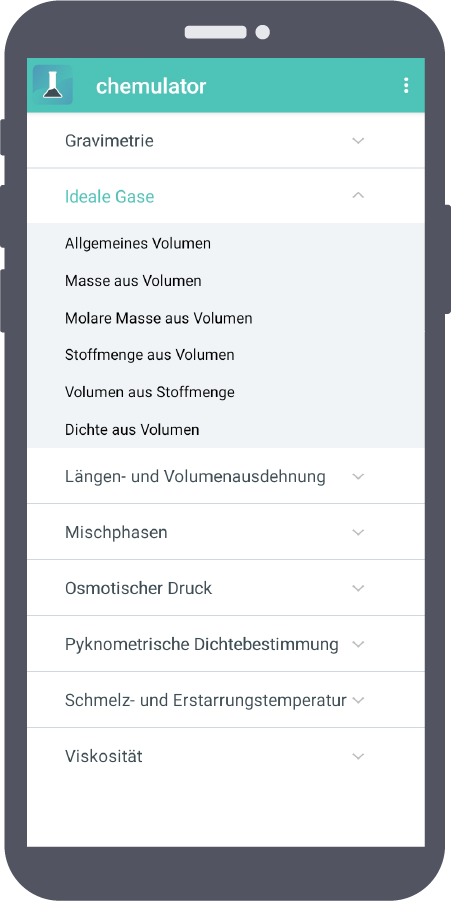 chemulator
Gravimetrie
Ideale Gase
Allgemeines Volumen
Masse aus Volumen
Molare Masse aus Volumen
Stoffmenge aus Volumen
Volumen aus Stoffmenge
Dichte aus Volumen
Längen- und Volumenausdehnung
Mischphasen
Osmotischer Druck
Pyknometrische Dichtebestimmung
Schmelz- und Erstarrungstemperatur
Viskosität